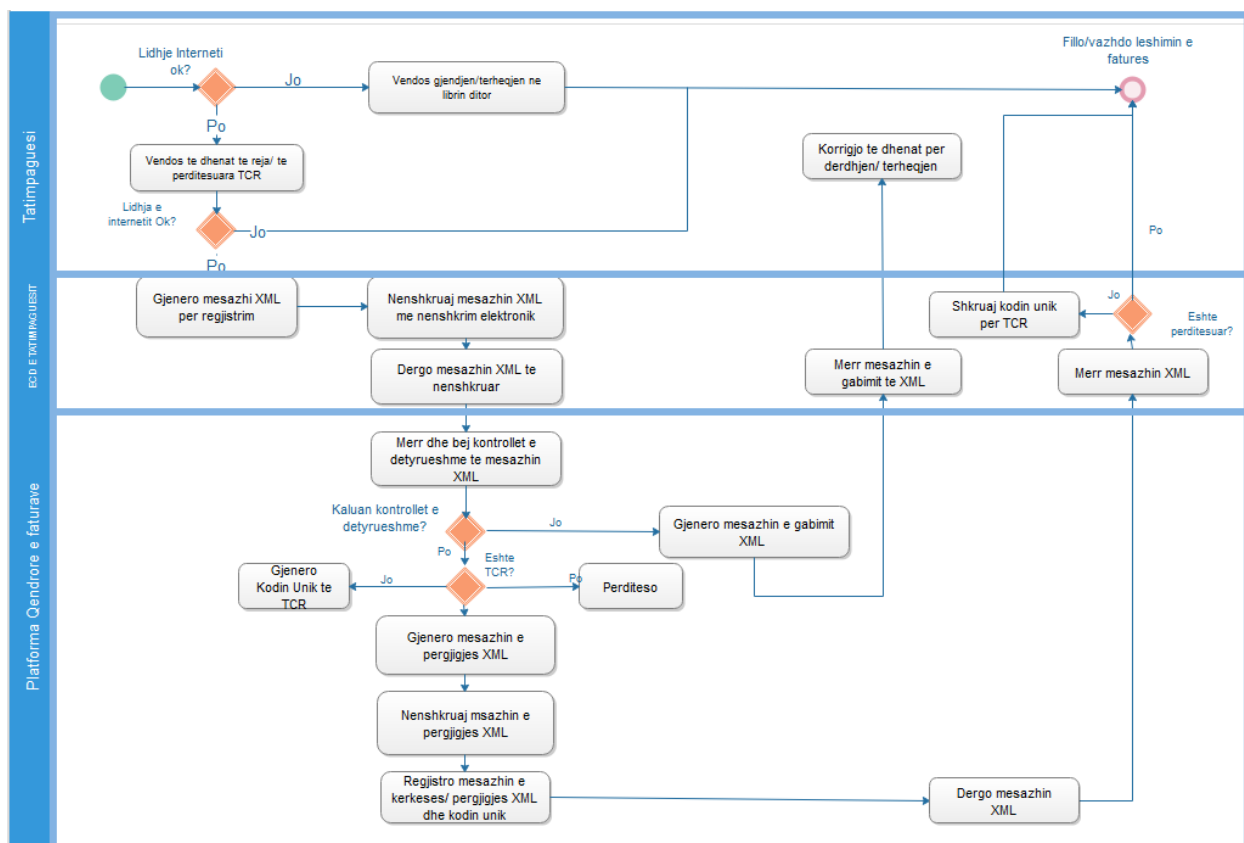 Tatimpaguesi
Lidhje Interneti
ok?
Jo
Vendos gjendjen/terheqjen ne
librin ditor
Fillo/vazhdo leshimin e
fatures
Po
Vendos te dhenat te reja/ te
perditesuara TCR
Korrigjo te dhenat per
derdhjen/ terheqjen
Lidhja e
internetit Ok?
Jo
Po
Po
ECD E TATIMPAGUESIT
Gjenero mesazhi XML
per regjistrim
Nenshkruaj mesazhin XML
me nenshkrim elektronik
Shkruaj kodin unik
per TCR
Jo
Eshte
perditesuar?
Dergo mesazhin XML te
nenshkruar
Merr mesazhin e
gabimit te XML
Merr mesazhin XML
Platforma Qendrore e faturave
Merr dhe bej kontrollet e
detyrueshme te mesazhin
XML
Kaluan kontrollet e
detyrueshme?
Jo
Gjenero mesazhin e gabimit
XML
Po
Eshte
TCR?
Gjenero
Kodin Unik te
TCR
Jo
Po
Perditeso
Gjenero mesazhin e
pergjigjes XML
Nenshkruaj msazhin e
pergjigjes XML
Regjistro mesazhin e
kerkeses/ pergjigjes XML
dhe kodin unik
Dergo mesazhin
XML